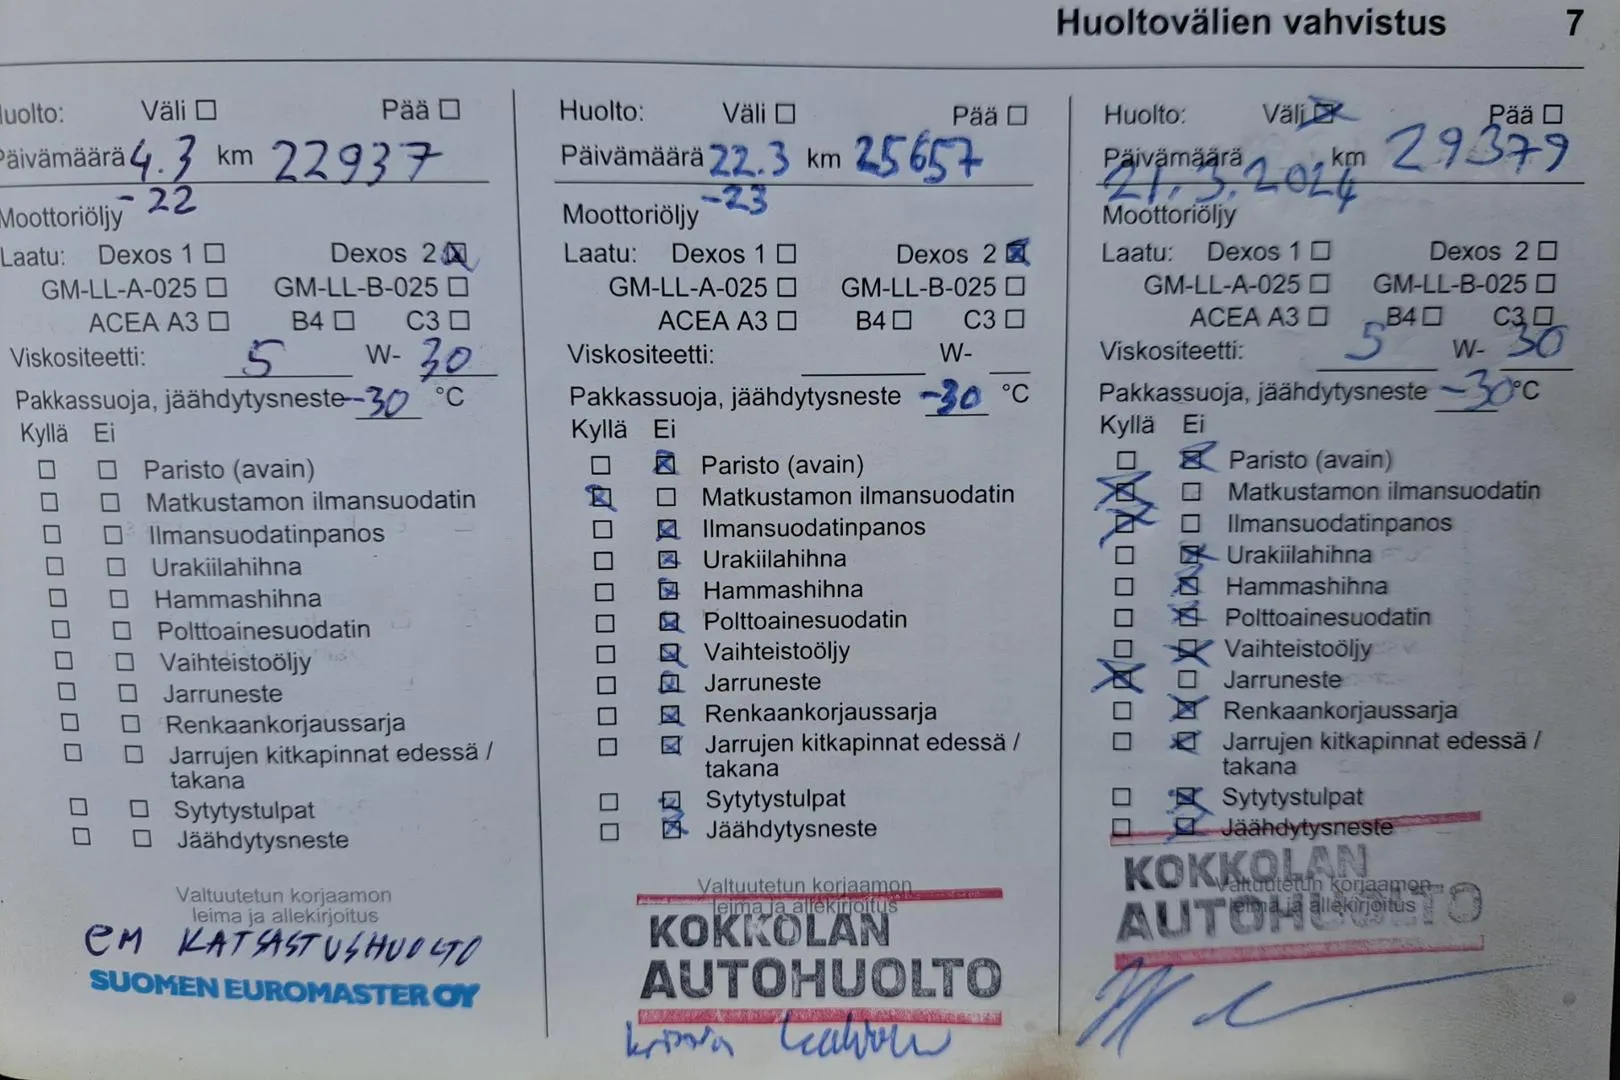 Huoltovälien vahvistus 7
Huolto: Väli Pää
Päivämäärä 4.3 km 22937
-22
Moottoriöljy
Laatu: Dexos 1 Dexos 2
GM-LL-A-025 GM-LL-B-025
ACEA A3 B4 C3
Viskositeetti: 5 W- 30
Pakkassuoja, jäähdytysneste -30 °C
Kyllä Ei
Paristo (avain)
Matkustamon ilmansuodatin
Ilmansuodatinpanos
Urakiilahihna
Hammashihna
Polttoainesuodatin
Vaihteistoöljy
Jarruneste
Renkaankorjaussarja
Jarrujen kitkapinnat edessä /
takana
Sytytystulpat
Jäähdytysneste
Valtuutetun korjaamon
leima ja allekirjoitus
EM KATSASTUSHUOLTO
SUOMEN EUROMASTER OY
Huolto: Väli Pää
Päivämäärä 22.3 km 25657
-23
Moottoriöljy
Laatu: Dexos 1 Dexos 2
GM-LL-A-025 GM-LL-B-025
ACEA A3 B4 C3
Viskositeetti: W-
Pakkassuoja, jäähdytysneste -30 °C
Kyllä Ei
Paristo (avain)
Matkustamon ilmansuodatin
Ilmansuodatinpanos
Urakiilahihna
Hammashihna
Polttoainesuodatin
Vaihteistoöljy
Jarruneste
Renkaankorjaussarja
Jarrujen kitkapinnat edessä /
takana
Sytytystulpat
Jäähdytysneste
Valtuutetun korjaamon
leima ja allekirjoitus
KOKKOLAN
AUTOHUOLTO
Huolto: Väli Pää
Päivämäärä km 29379
21.3.2024
Moottoriöljy
Laatu: Dexos 1 Dexos 2
GM-LL-A-025 GM-LL-B-025
ACEA A3 B4 C3
Viskositeetti: 5 W- 30
Pakkassuoja, jäähdytysneste -30 °C
Kyllä Ei
Paristo (avain)
Matkustamon ilmansuodatin
Ilmansuodatinpanos
Urakiilahihna
Hammashihna
Polttoainesuodatin
Vaihteistoöljy
Jarruneste
Renkaankorjaussarja
Jarrujen kitkapinnat edessä /
takana
Sytytystulpat
Jäähdytysneste
Valtuutetun korjaamon
leima ja allekirjoitus
KOKKOLAN
AUTOHUOLTO